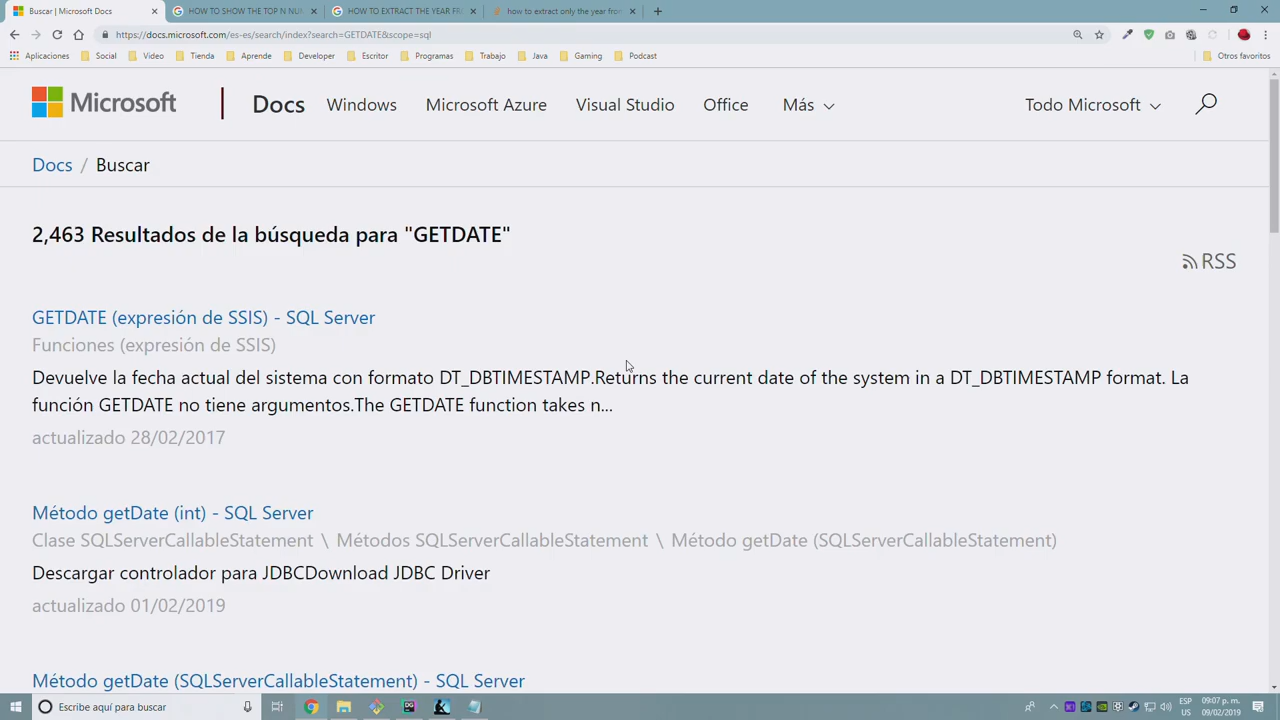 Buscar | Microsoft Docs
HOW TO SHOW THE TOP N NU
HOW TO EXTRACT THE YEAR FR
how to extract only the year from
https://docs.microsoft.com/es-es/search/index?search=GETDATE&scope=sql
Aplicaciones Social Video Tienda Aprende Developer Escritor Programas Trabajo Java Gaming Podcast Otros favoritos
Microsoft Docs Windows Microsoft Azure Visual Studio Office Más Todo Microsoft
Docs / Buscar
2,463 Resultados de la búsqueda para "GETDATE"
RSS
GETDATE (expresión de SSIS) - SQL Server
Funciones (expresión de SSIS)
Devuelve la fecha actual del sistema con formato DT_DBTIMESTAMP.Returns the current date of the system in a DT_DBTIMESTAMP format. La
función GETDATE no tiene argumentos.The GETDATE function takes n...
actualizado 28/02/2017
Método getDate (int) - SQL Server
Clase SQLServerCallableStatement \ Métodos SQLServerCallableStatement \ Método getDate (SQLServerCallableStatement)
Descargar controlador para JDBCDownload JDBC Driver
actualizado 01/02/2019
Método getDate (SQLServerCallableStatement) - SQL Server
Escribe aquí para buscar
ESP
US
09:07 p. m.
09/02/2019